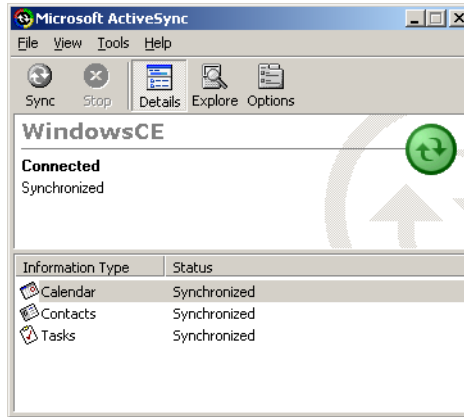 Microsoft ActiveSync
File View Tools Help
Sync Stop Details Explore Options
WindowsCE
Connected
Synchronized
Information Type Status
Calendar Synchronized
Contacts Synchronized
Tasks Synchronized